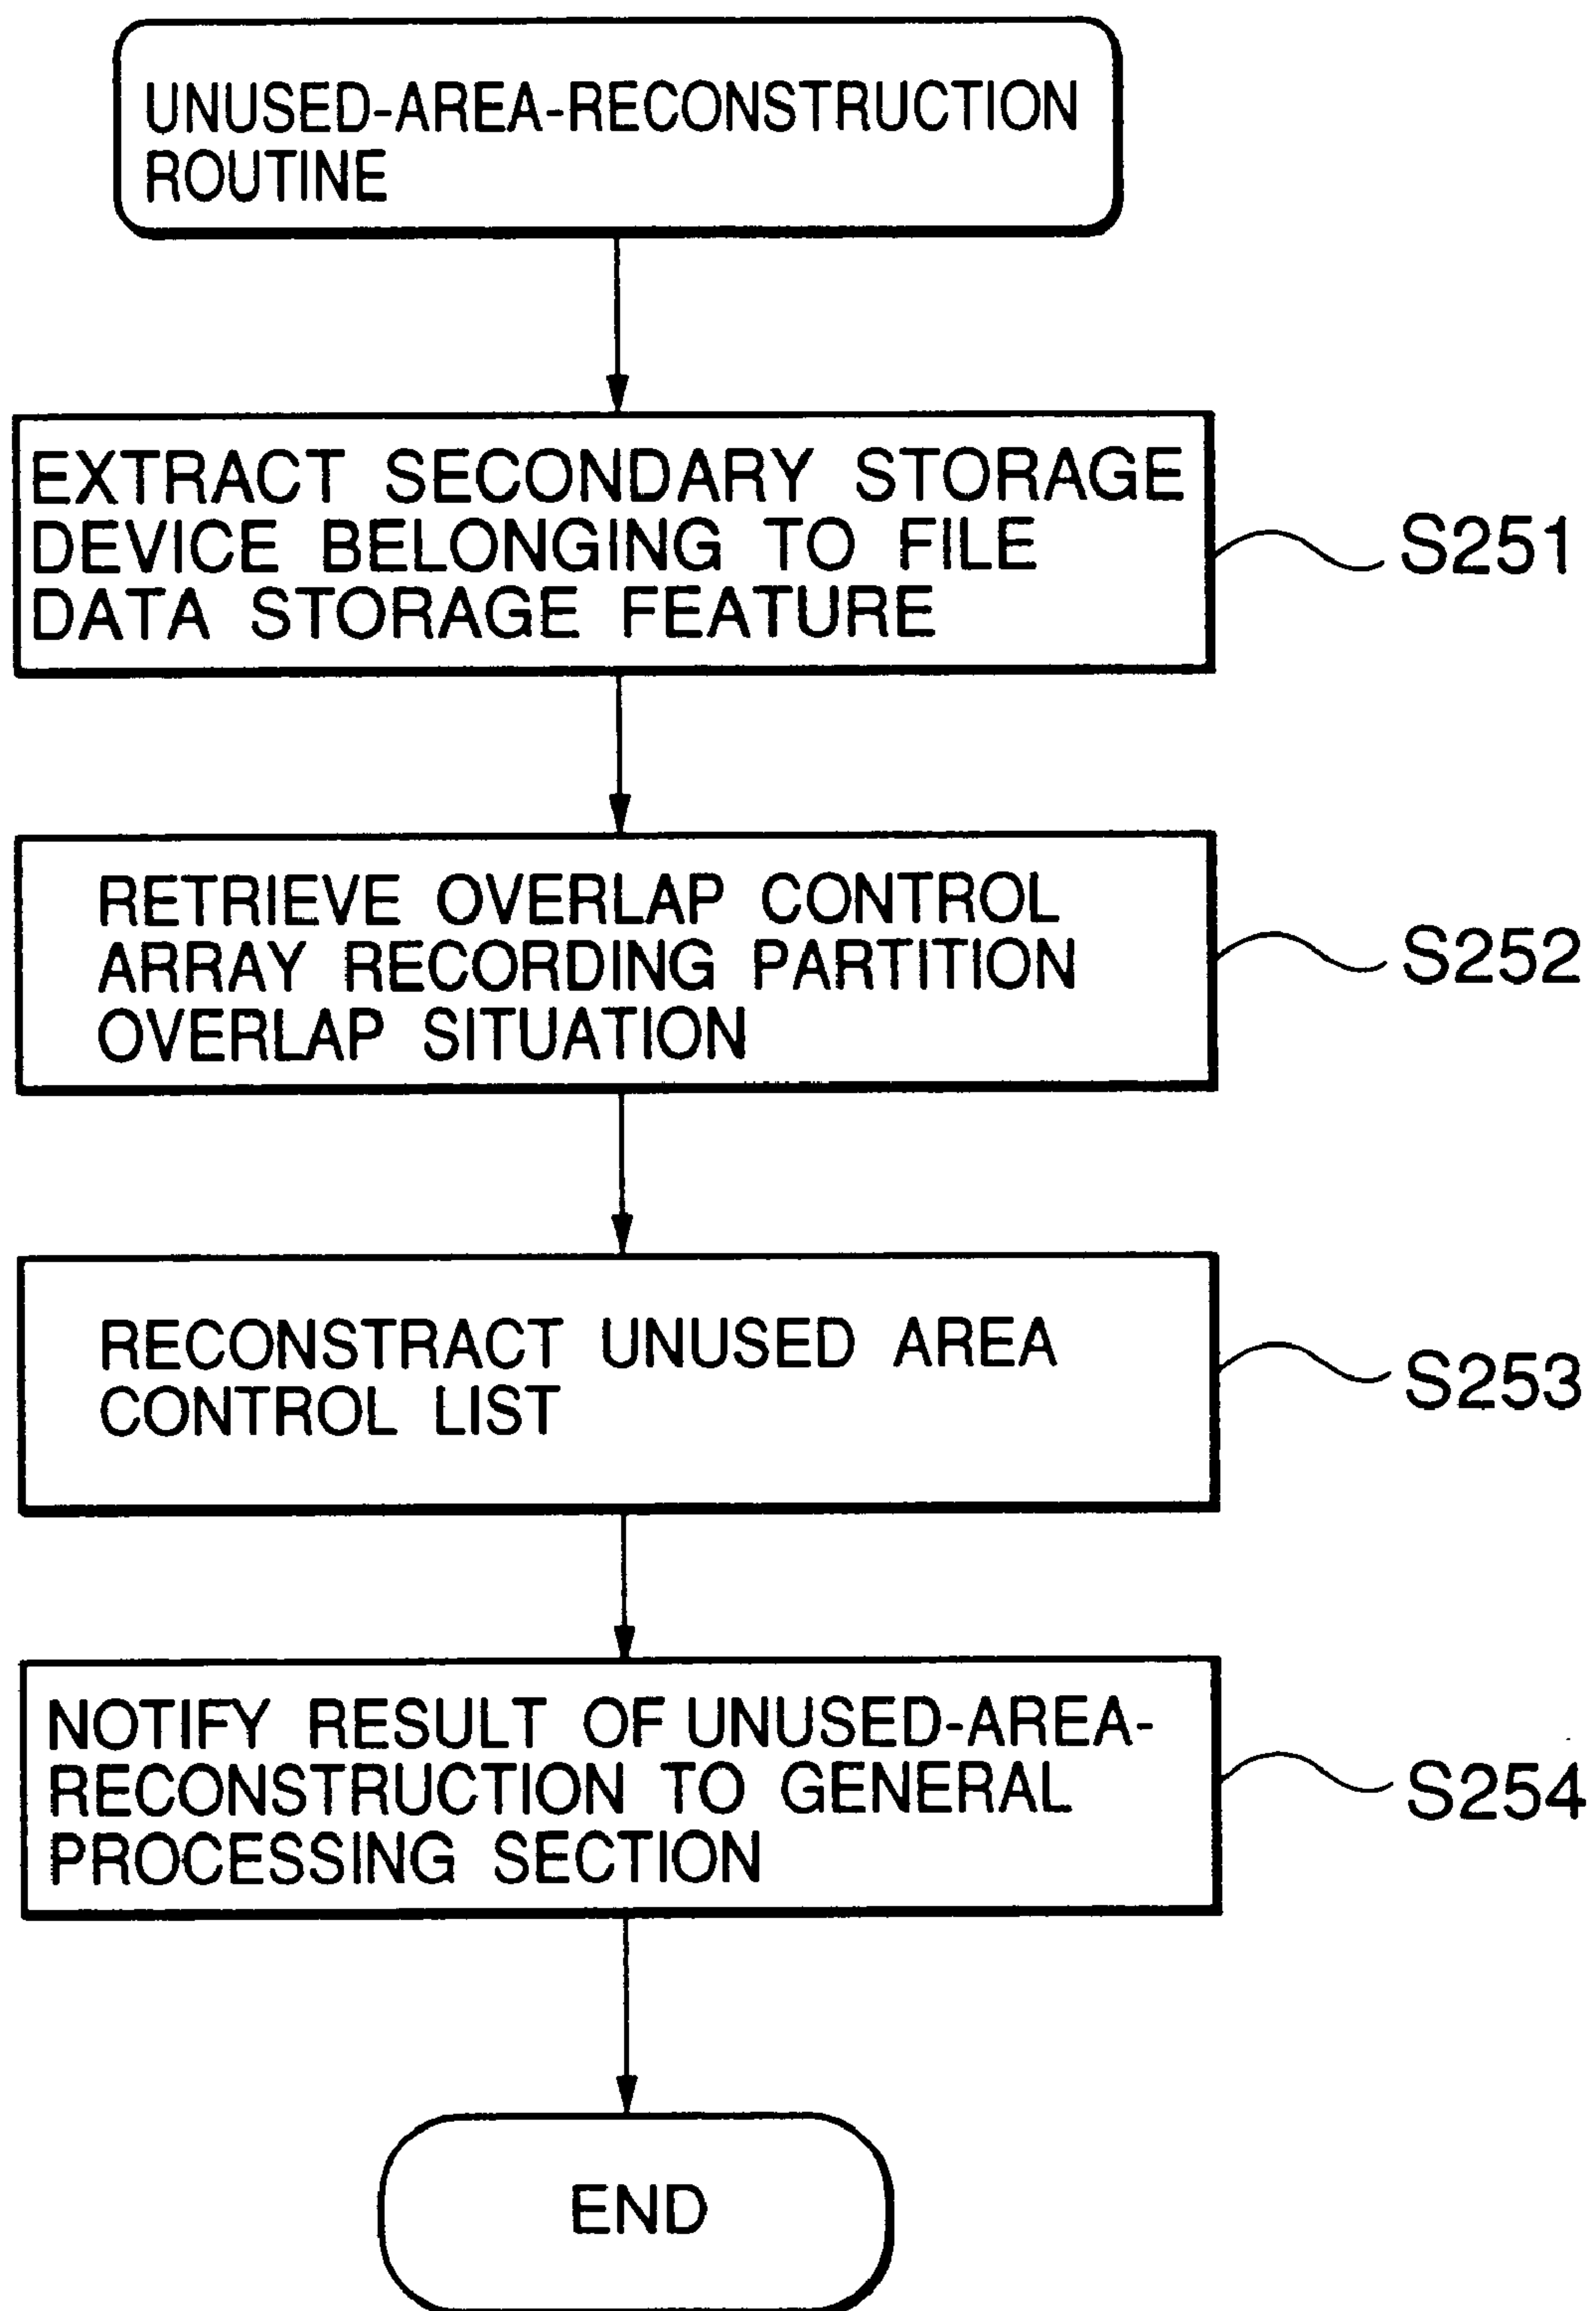 UNUSED-AREA-RECONSTRUCTION
ROUTINE
EXTRACT SECONDARY STORAGE
DEVICE BELONGING TO FILE
DATA STORAGE FEATURE
S251
RETRIEVE OVERLAP CONTROL
ARRAY RECORDING PARTITION
OVERLAP SITUATION
S252
RECONSTRACT UNUSED AREA
CONTROL LIST
S253
NOTIFY RESULT OF UNUSED-AREA-
RECONSTRUCTION TO GENERAL
PROCESSING SECTION
S254
END